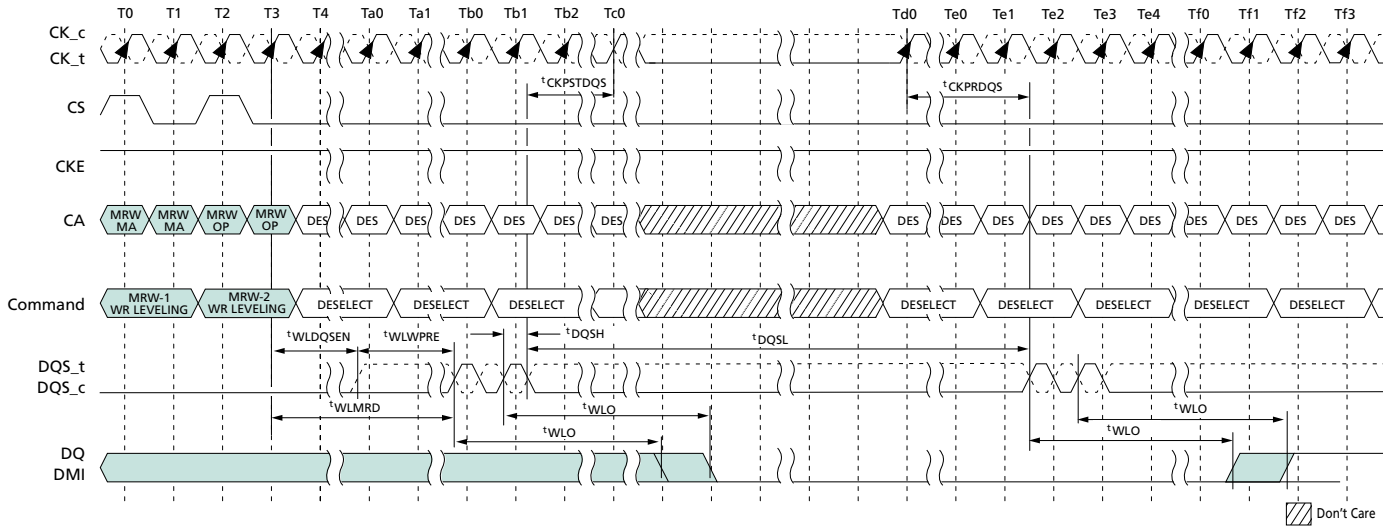 T0 T1 T2 T3 T4 Ta0 Ta1 Tb0 Tb1 Tb2 Tc0 Td0 Te0 Te1 Te2 Te3 Te4 Tf0 Tf1 Tf2 Tf3
CK_c
CK_t
tCKPSTDQS
tCKPRDQS
CS
CKE
CA
MRW MA
MRW MA
MRW OP
MRW OP
DES DES DES DES DES DES DES DES DES DES DES DES DES DES DES DES DES
Command
MRW-1 WR LEVELING
MRW-2 WR LEVELING
DESELECT DESELECT DESELECT DESELECT DESELECT DESELECT DESELECT DESELECT
tWLDQSEN
tWLWPRE
tDQSH
tDQSL
DQS_t
DQS_c
tWLMRD
tWLO
tWLO
tWLO
tWLO
DQ
DMI
Don't Care